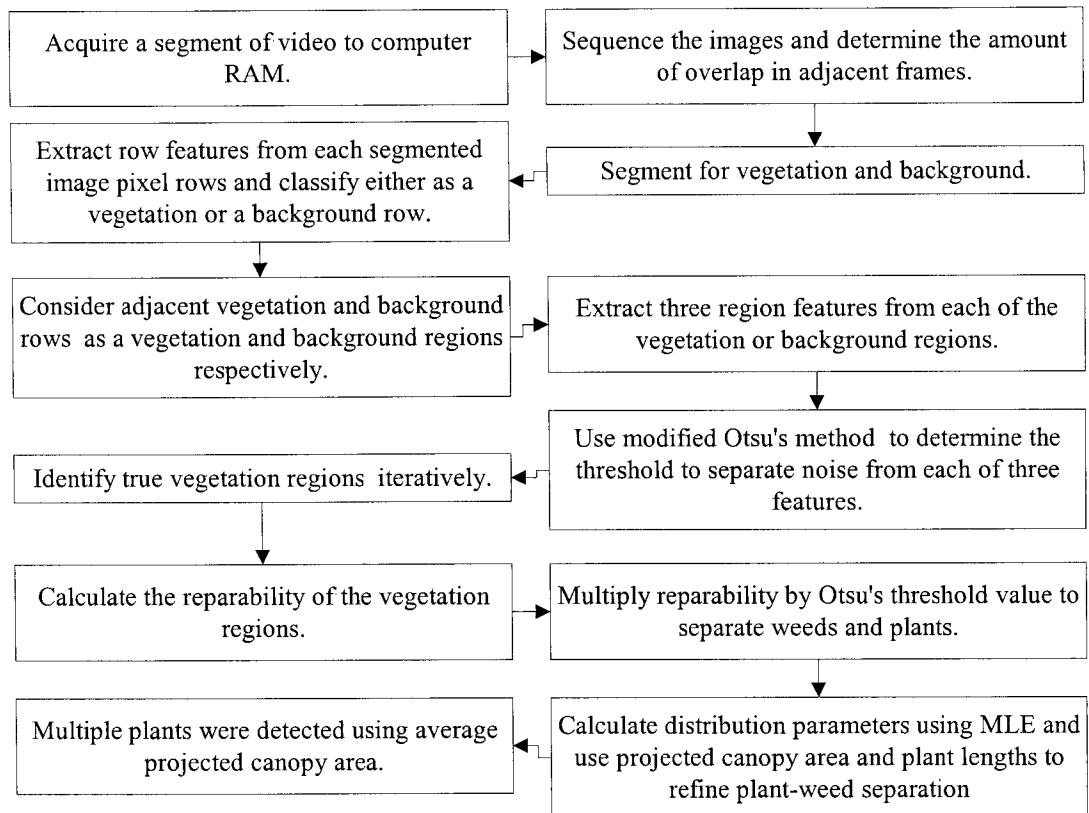 Acquire a segment of video to computer
RAM.
Sequence the images and determine the amount
of overlap in adjacent frames.
Segment for vegetation and background.
Extract row features from each segmented
image pixel rows and classify either as a
vegetation or a background row.
Consider adjacent vegetation and background
rows as a vegetation and background regions
respectively.
Extract three region features from each of the
vegetation or background regions.
Use modified Otsu's method to determine the
threshold to separate noise from each of three
features.
Identify true vegetation regions iteratively.
Calculate the reparability of the vegetation
regions.
Multiply reparability by Otsu's threshold value to
separate weeds and plants.
Calculate distribution parameters using MLE and
use projected canopy area and plant lengths to
refine plant-weed separation
Multiple plants were detected using average
projected canopy area.